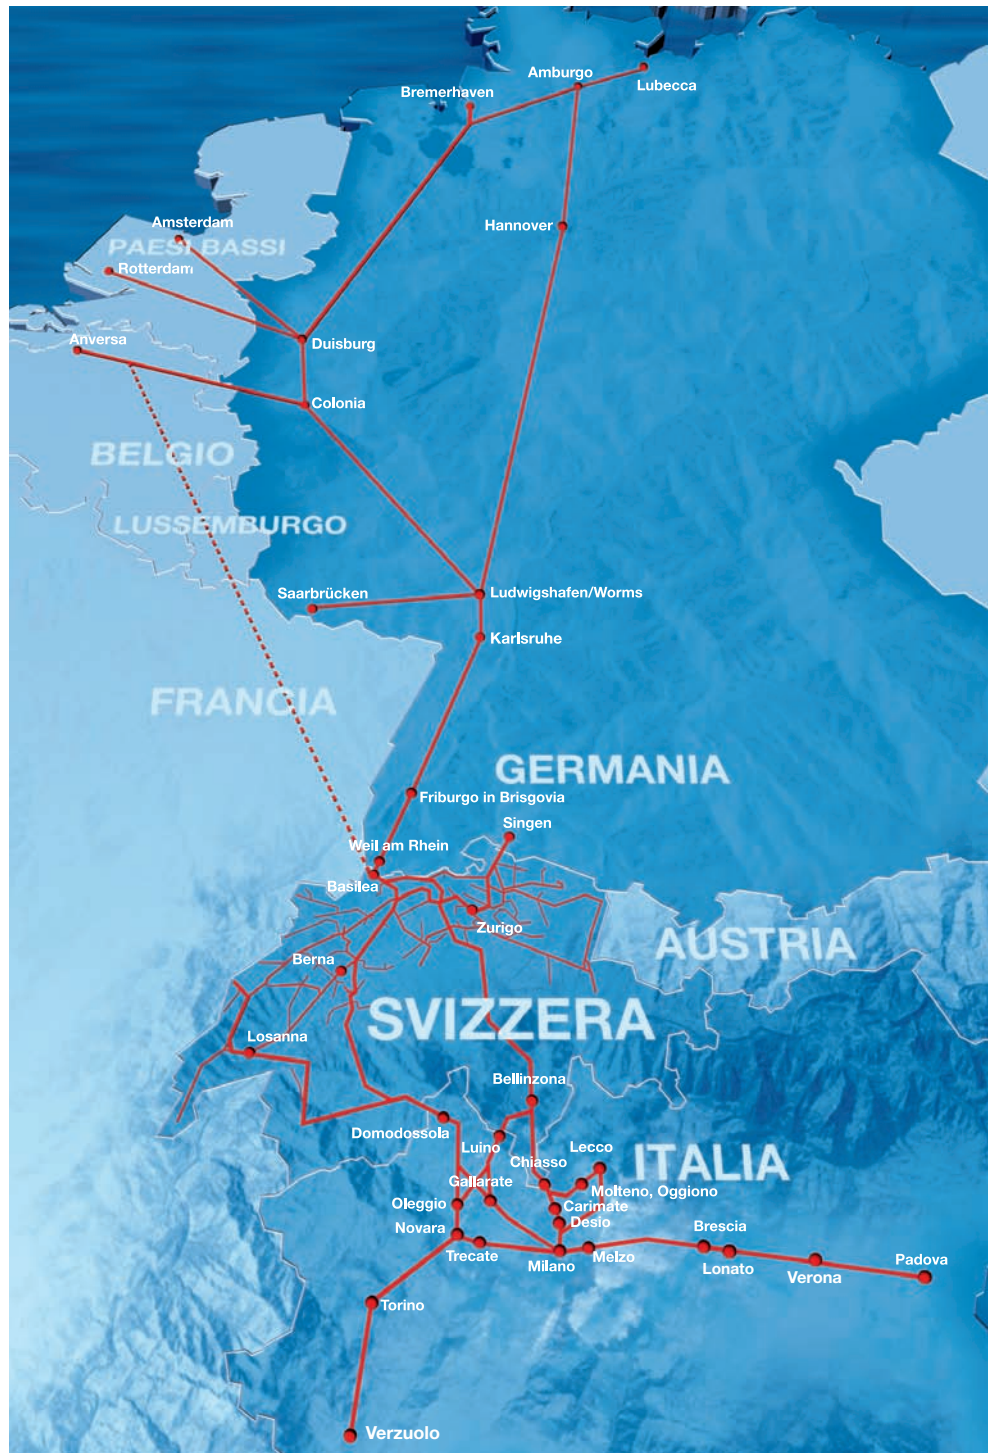 Amburgo
Lubecca
Bremerhaven
Hannover
Amsterdam
PAESI BASSI
Rotterdam
Anversa
Duisburg
Colonia
BELGIO
LUSSEMBURGO
Saarbrücken
Ludwigshafen/Worms
Karlsruhe
FRANCIA
GERMANIA
Friburgo in Brisgovia
Singen
Weil am Rhein
Basilea
Zurigo
AUSTRIA
Berna
SVIZZERA
Losanna
Bellinzona
Domodossola
Luino
Lecco
Chiasso
ITALIA
Gallarate
Molteno, Oggiono
Oleggio
Carimate
Desio
Novara
Brescia
Trecate
Milano
Melzo
Lonato
Verona
Padova
Torino
Verzuolo